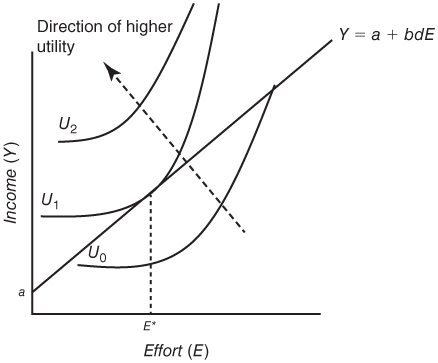 Direction of higher
utility
Y = a + bdE
U2
U1
U0
Income (Y)
a
E*
Effort (E)